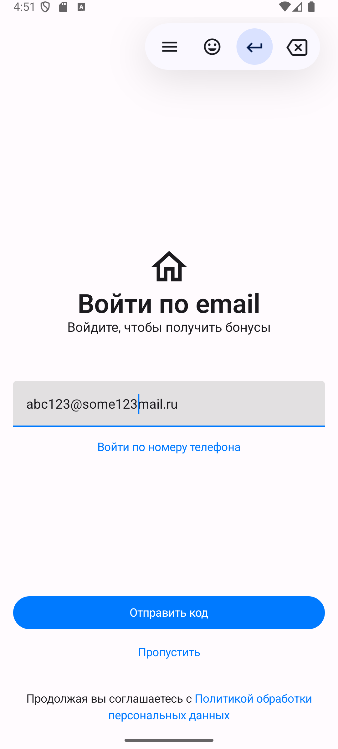 4:51
Войти по email
Войдите, чтобы получить бонусы
abc123@some123mail.ru
Войти по номеру телефона
Отправить код
Пропустить
Продолжая вы соглашаетесь с Политикой обработки
персональных данных